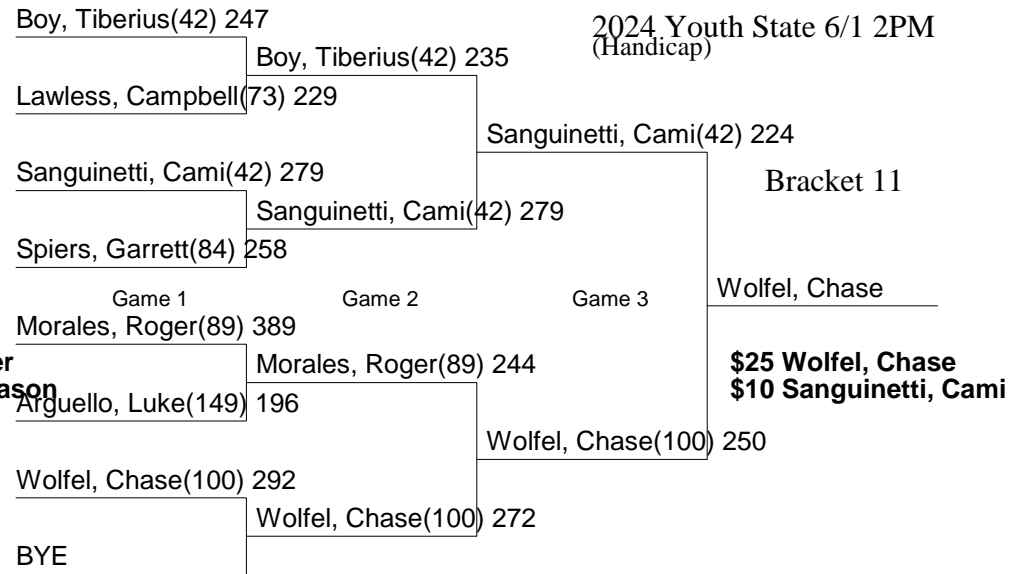 Boy, Tiberius(42) 247
2024 Youth State 6/1 2PM
(Handicap)
Boy, Tiberius(42) 235
Lawless, Campbell(73) 229
Sanguinetti, Cami(42) 224
Sanguinetti, Cami(42) 279
Bracket 11
Sanguinetti, Cami(42) 279
Spiers, Garrett(84) 258
Game 1 Game 2 Game 3
Wolfel, Chase
Morales, Roger(89) 389
er
Morales, Roger(89) 244
$25 Wolfel, Chase
ason
$10 Sanguinetti, Cami
Arguello, Luke(149) 196
Wolfel, Chase(100) 250
Wolfel, Chase(100) 292
Wolfel, Chase(100) 272
BYE